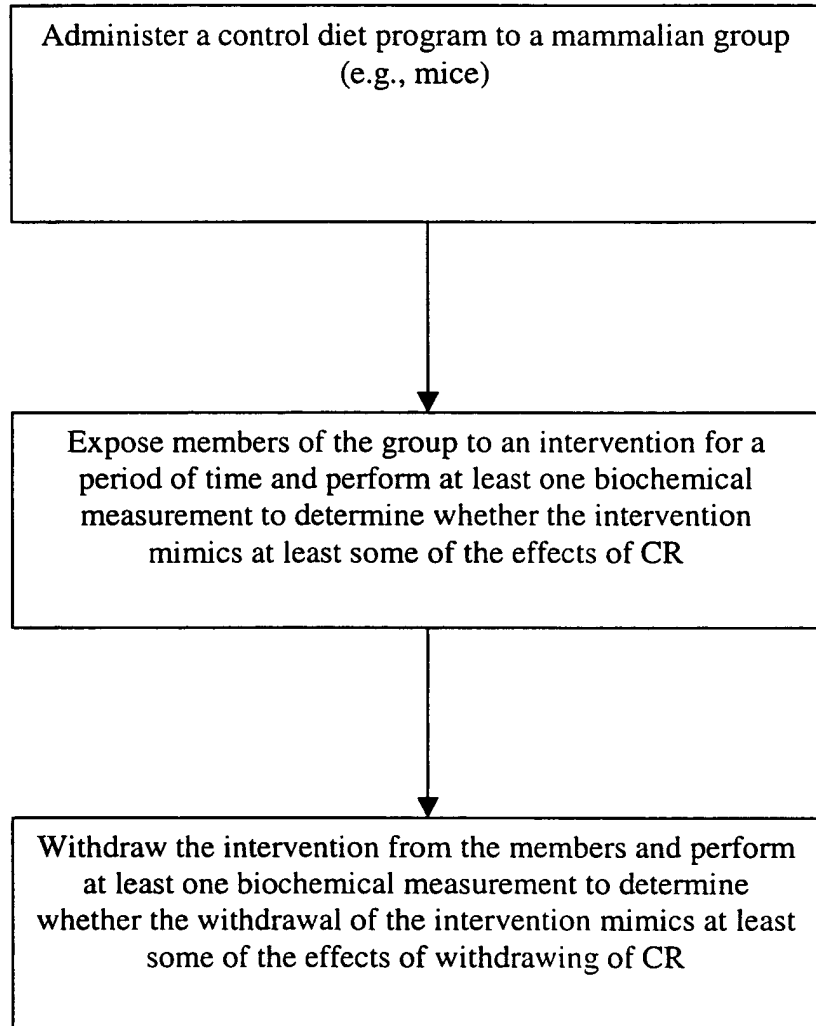 Administer a control diet program to a mammalian group
(e.g., mice)
Expose members of the group to an intervention for a
period of time and perform at least one biochemical
measurement to determine whether the intervention
mimics at least some of the effects of CR
Withdraw the intervention from the members and perform
at least one biochemical measurement to determine
whether the withdrawal of the intervention mimics at least
some of the effects of withdrawing of CR